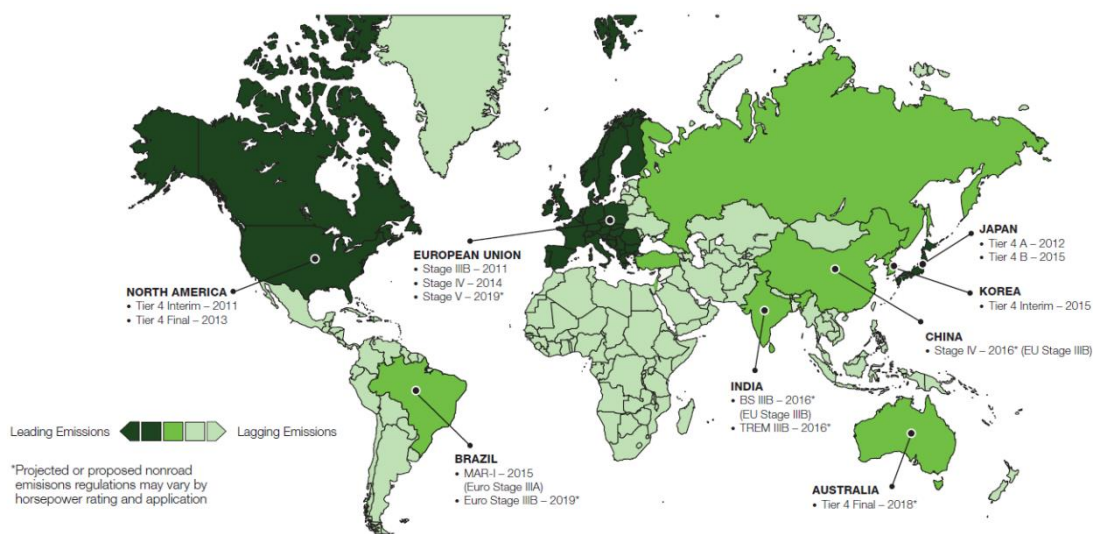 NORTH AMERICA
• Tier 4 Interim – 2011
• Tier 4 Final – 2013
EUROPEAN UNION
• Stage IIIB – 2011
• Stage IV – 2014
• Stage V – 2019*
JAPAN
• Tier 4 A – 2012
• Tier 4 B – 2015
KOREA
• Tier 4 Interim – 2015
CHINA
• Stage IV – 2016* (EU Stage IIIB)
INDIA
• BS IIIB – 2016*
(EU Stage IIIB)
• TREM IIIB – 2016*
BRAZIL
• MAR-I – 2015
(Euro Stage IIIA)
• Euro Stage IIIB – 2019*
AUSTRALIA
• Tier 4 Final – 2018*
Leading Emissions
Lagging Emissions
*Projected or proposed nonroad
emisisons regulations may vary by
horsepower rating and application